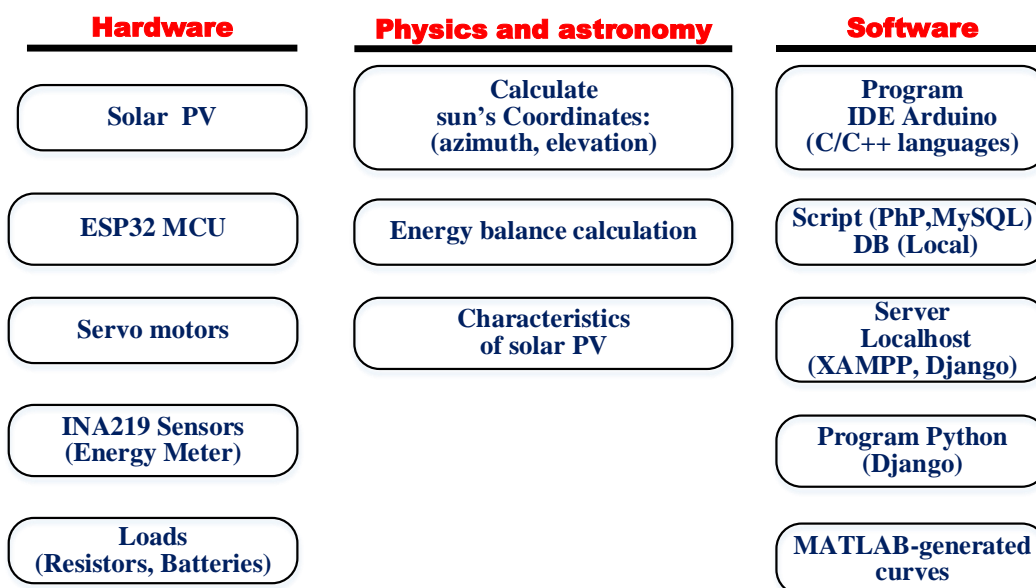 Hardware
Solar PV
ESP32 MCU
Servo motors
INA219 Sensors
(Energy Meter)
Loads
(Resistors, Batteries)
Physics and astronomy
Calculate
sun's Coordinates:
(azimuth, elevation)
Energy balance calculation
Characteristics
of solar PV
Software
Program
IDE Arduino
(C/C++ languages)
Script (PhP,MySQL)
DB (Local)
Server
Localhost
(XAMPP, Django)
Program Python
(Django)
MATLAB-generated
curves